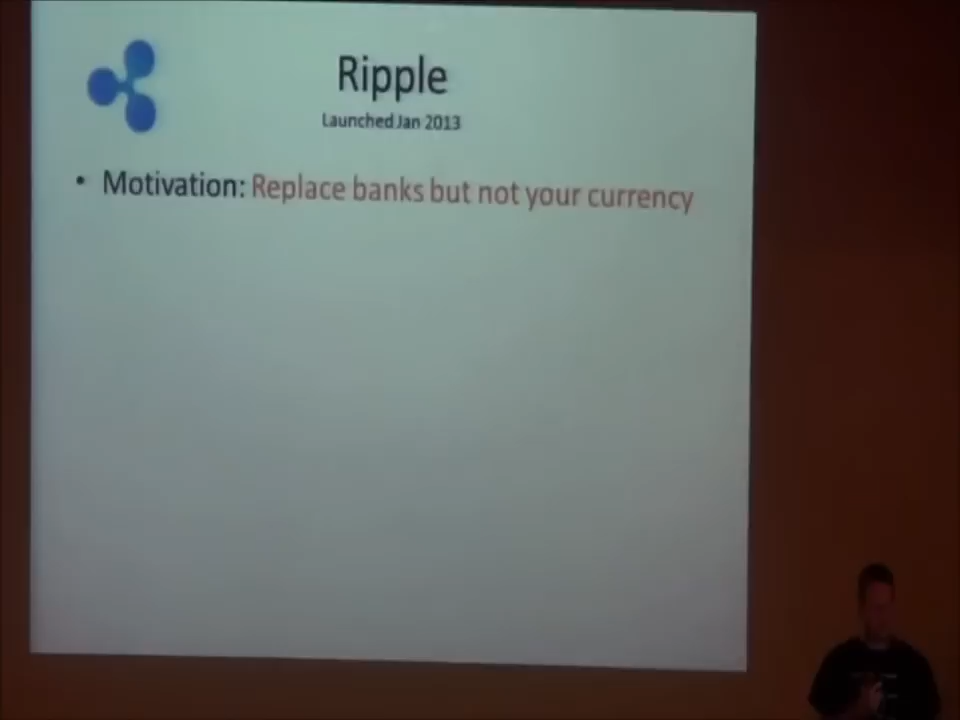 Ripple
Launched Jan 2013
• Motivation: Replace banks but not your currency